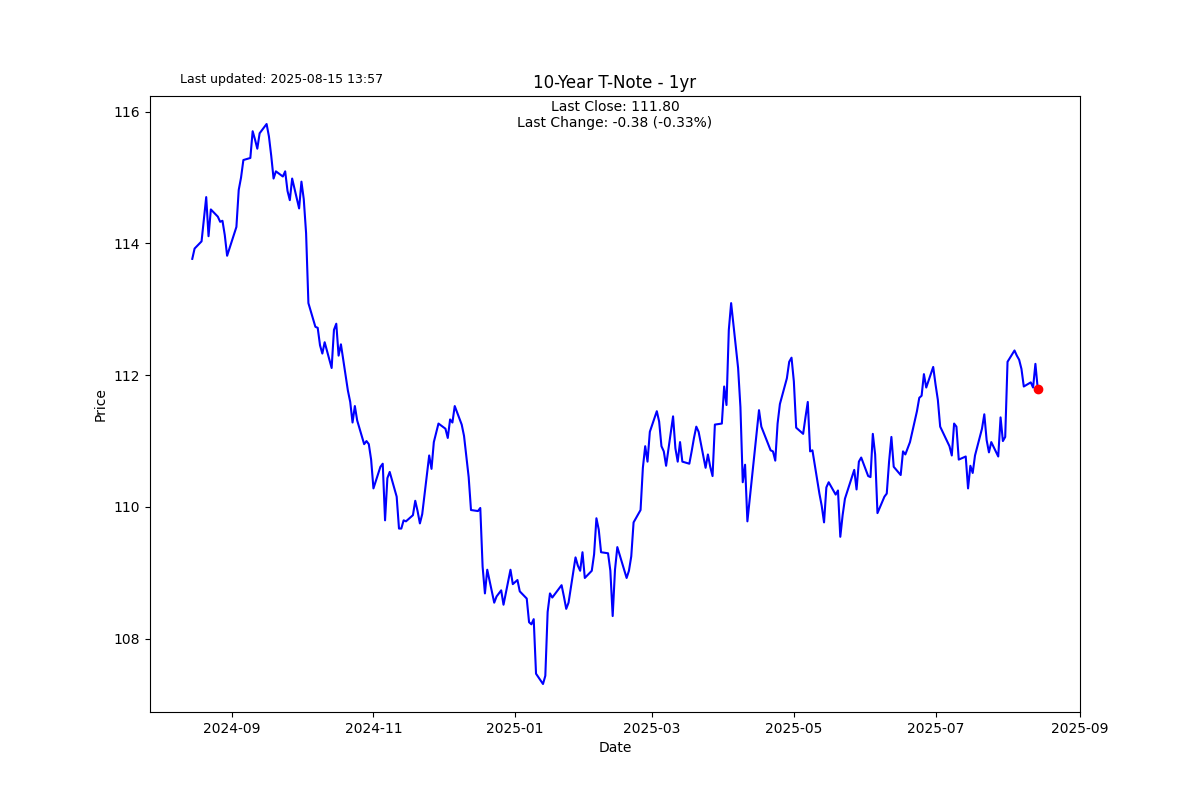 Last updated: 2025-08-15 13:57
10-Year T-Note - 1yr
Last Close: 111.80
Last Change: -0.38 (-0.33%)
116
114
112
110
108
Price
2024-09
2024-11
2025-01
2025-03
2025-05
2025-07
2025-09
Date